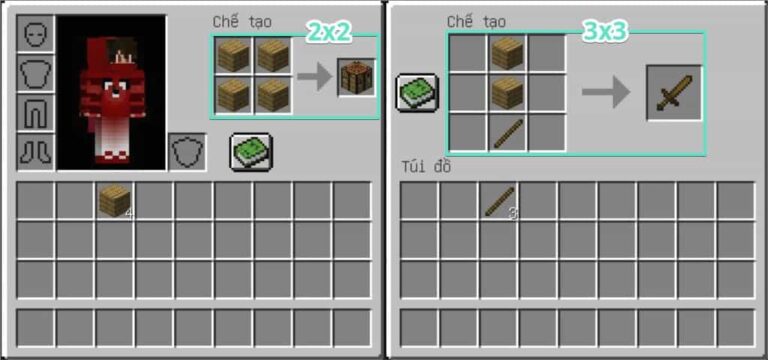 Chế tạo
2x2
4
Chế tạo
3x3
Túi đồ
3